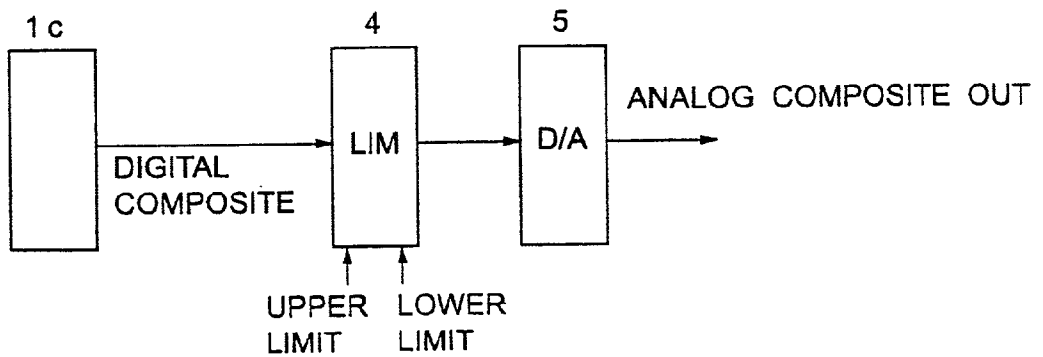 1 c
4
5
ANALOG COMPOSITE OUT
LIM
D/A
DIGITAL
COMPOSITE
UPPER
LIMIT
LOWER
LIMIT